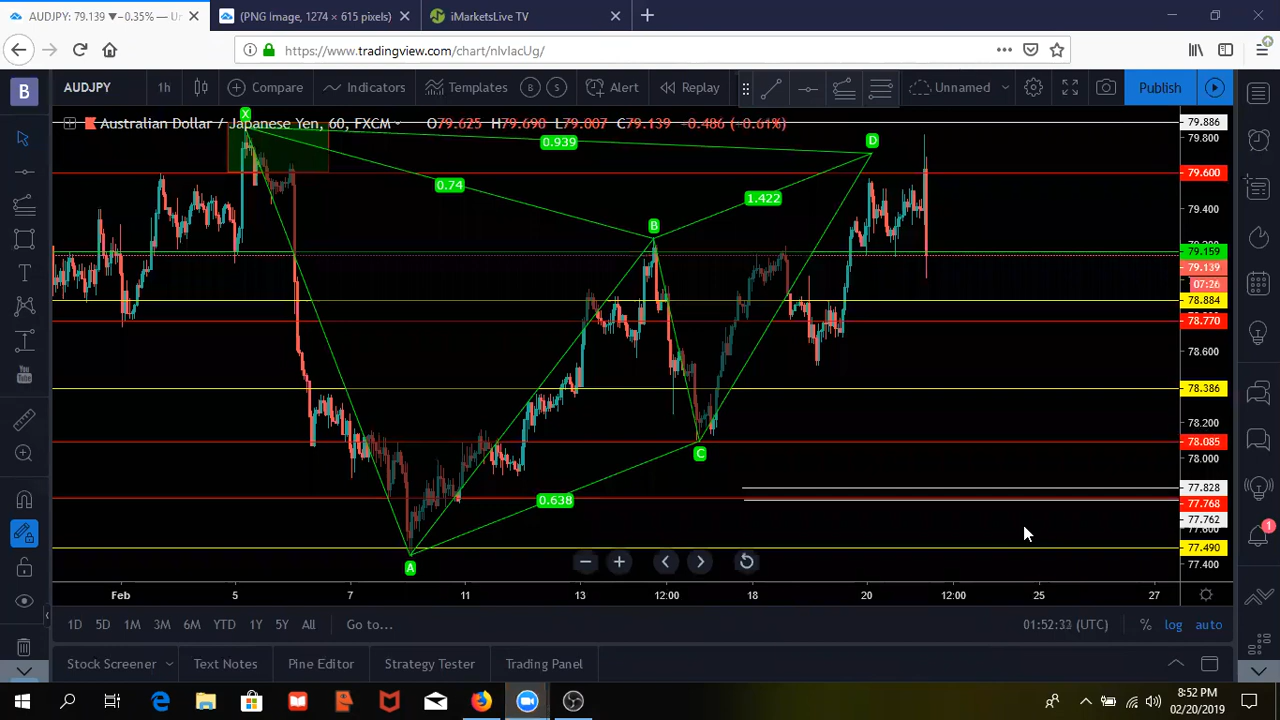 AUDJPY: 79.139 ▼−0.35% — Un
(PNG Image, 1274 × 615 pixels)
iMarketsLive TV
https://www.tradingview.com/chart/nIvIacUg/
B
AUDJPY
1h
Compare
Indicators
Templates
B
S
Alert
Replay
Unnamed
Publish
Australian Dollar / Japanese Yen, 60, FXCM
O79.625 H79.690 L79.007 C79.139 −0.486 (−0.61%)
X
0.939
D
0.74
1.422
B
C
0.638
A
79.886
79.800
79.600
79.400
79.159
79.139
07:26
78.884
78.770
78.600
78.386
78.200
78.085
78.000
77.828
77.768
77.762
77.600
77.490
77.400
Feb
5
7
11
13
12:00
18
20
12:00
25
27
1D
5D
1M
3M
6M
YTD
1Y
5Y
All
Go to...
01:52:33 (UTC)
%
log
auto
Stock Screener
Text Notes
Pine Editor
Strategy Tester
Trading Panel
You
Tube
1
8:52 PM
02/20/2019